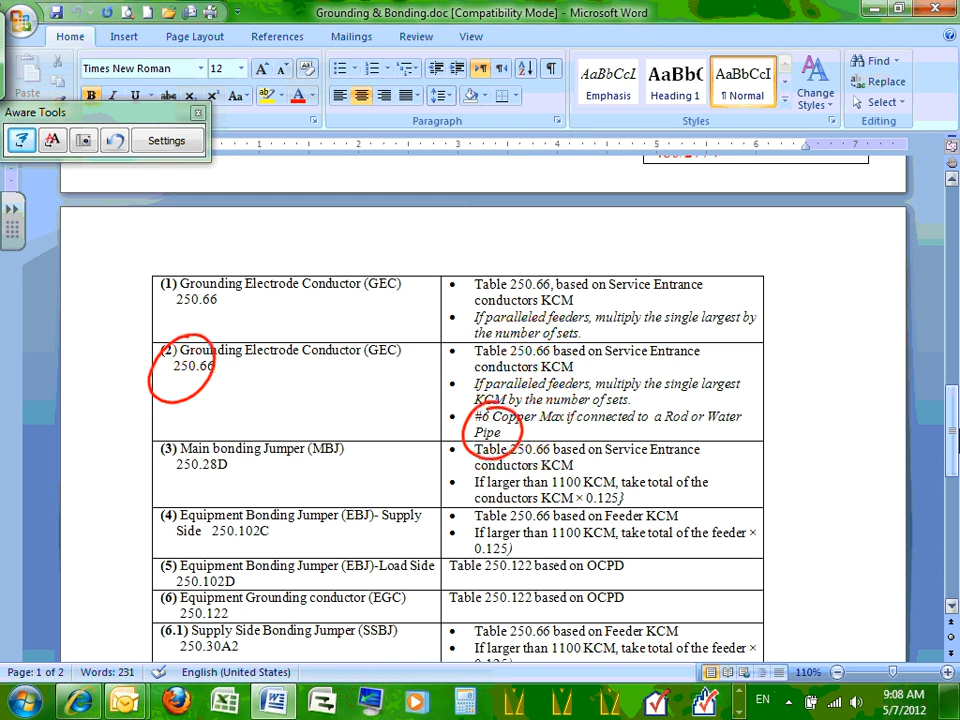 Grounding & Bonding.doc [Compatibility Mode] - Microsoft Word
Home Insert Page Layout References Mailings Review View
Paste
Times New Roman 12
B I U abc x x Aa A
AaBbCcI AaBbC AaBbCcI
Emphasis Heading 1 ¶ Normal
Change Styles
Find
Replace
Select
Paragraph Styles Editing
Aware Tools
Settings
1 2 3 4 5 6 7
(1) Grounding Electrode Conductor (GEC)
250.66
• Table 250.66, based on Service Entrance
conductors KCM
• If paralleled feeders, multiply the single largest by
the number of sets.
(2) Grounding Electrode Conductor (GEC)
250.66
• Table 250.66 based on Service Entrance
conductors KCM
• If paralleled feeders, multiply the single largest
KCM by the number of sets.
• #6 Copper Max if connected to a Rod or Water
Pipe
(3) Main bonding Jumper (MBJ)
250.28D
• Table 250.66 based on Service Entrance
conductors KCM
• If larger than 1100 KCM, take total of the
conductors KCM × 0.125}
(4) Equipment Bonding Jumper (EBJ)- Supply
Side 250.102C
• Table 250.66 based on Feeder KCM
• If larger than 1100 KCM, take total of the feeder ×
0.125)
(5) Equipment Bonding Jumper (EBJ)-Load Side
250.102D
Table 250.122 based on OCPD
(6) Equipment Grounding conductor (EGC)
250.122
Table 250.122 based on OCPD
(6.1) Supply Side Bonding Jumper (SSBJ)
250.30A2
• Table 250.66 based on Feeder KCM
• If larger than 1100 KCM, take total of the feeder ×
Page: 1 of 2 Words: 231 English (United States) 110%
EN
9:08 AM
5/7/2012